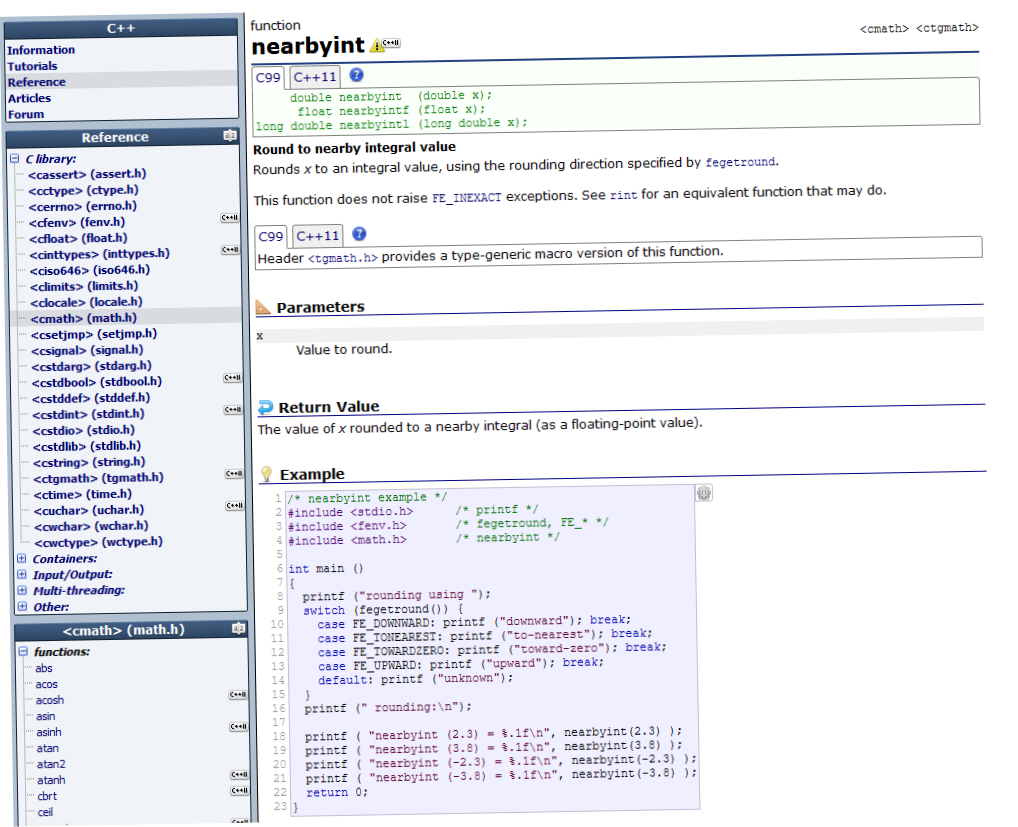 C++
Information
Tutorials
Reference
Articles
Forum
Reference
C library:
<cassert> (assert.h)
<cctype> (ctype.h)
<cerrno> (errno.h)
<cfenv> (fenv.h) C++11
<cfloat> (float.h)
<cinttypes> (inttypes.h) C++11
<ciso646> (iso646.h)
<climits> (limits.h)
<clocale> (locale.h)
<cmath> (math.h)
<csetjmp> (setjmp.h)
<csignal> (signal.h)
<cstdarg> (stdarg.h)
<cstdbool> (stdbool.h) C++11
<cstddef> (stddef.h)
<cstdint> (stdint.h) C++11
<cstdio> (stdio.h)
<cstdlib> (stdlib.h)
<cstring> (string.h)
<ctgmath> (tgmath.h) C++11
<ctime> (time.h)
<cuchar> (uchar.h) C++11
<cwchar> (wchar.h)
<cwctype> (wctype.h)
Containers:
Input/Output:
Multi-threading:
Other:
<cmath> (math.h)
functions:
abs
acos
acosh C++11
asin
asinh C++11
atan
atan2
atanh C++11
cbrt C++11
ceil
C++11
function
nearbyint C++11
<cmath> <ctgmath>
C99 C++11 ?
double nearbyint (double x);
float nearbyintf (float x);
long double nearbyintl (long double x);
Round to nearby integral value
Rounds x to an integral value, using the rounding direction specified by fegetround.
This function does not raise FE_INEXACT exceptions. See rint for an equivalent function that may do.
C99 C++11 ?
Header <tgmath.h> provides a type-generic macro version of this function.
Parameters
x
Value to round.
Return Value
The value of x rounded to a nearby integral (as a floating-point value).
Example
1 /* nearbyint example */
2 #include <stdio.h> /* printf */
3 #include <fenv.h> /* fegetround, FE_* */
4 #include <math.h> /* nearbyint */
5
6 int main ()
7 {
8 printf ("rounding using ");
9 switch (fegetround()) {
10 case FE_DOWNWARD: printf ("downward"); break;
11 case FE_TONEAREST: printf ("to-nearest"); break;
12 case FE_TOWARDZERO: printf ("toward-zero"); break;
13 case FE_UPWARD: printf ("upward"); break;
14 default: printf ("unknown");
15 }
16 printf (" rounding:\n");
17
18 printf ( "nearbyint (2.3) = %.1f\n", nearbyint(2.3) );
19 printf ( "nearbyint (3.8) = %.1f\n", nearbyint(3.8) );
20 printf ( "nearbyint (-2.3) = %.1f\n", nearbyint(-2.3) );
21 printf ( "nearbyint (-3.8) = %.1f\n", nearbyint(-3.8) );
22 return 0;
23 }